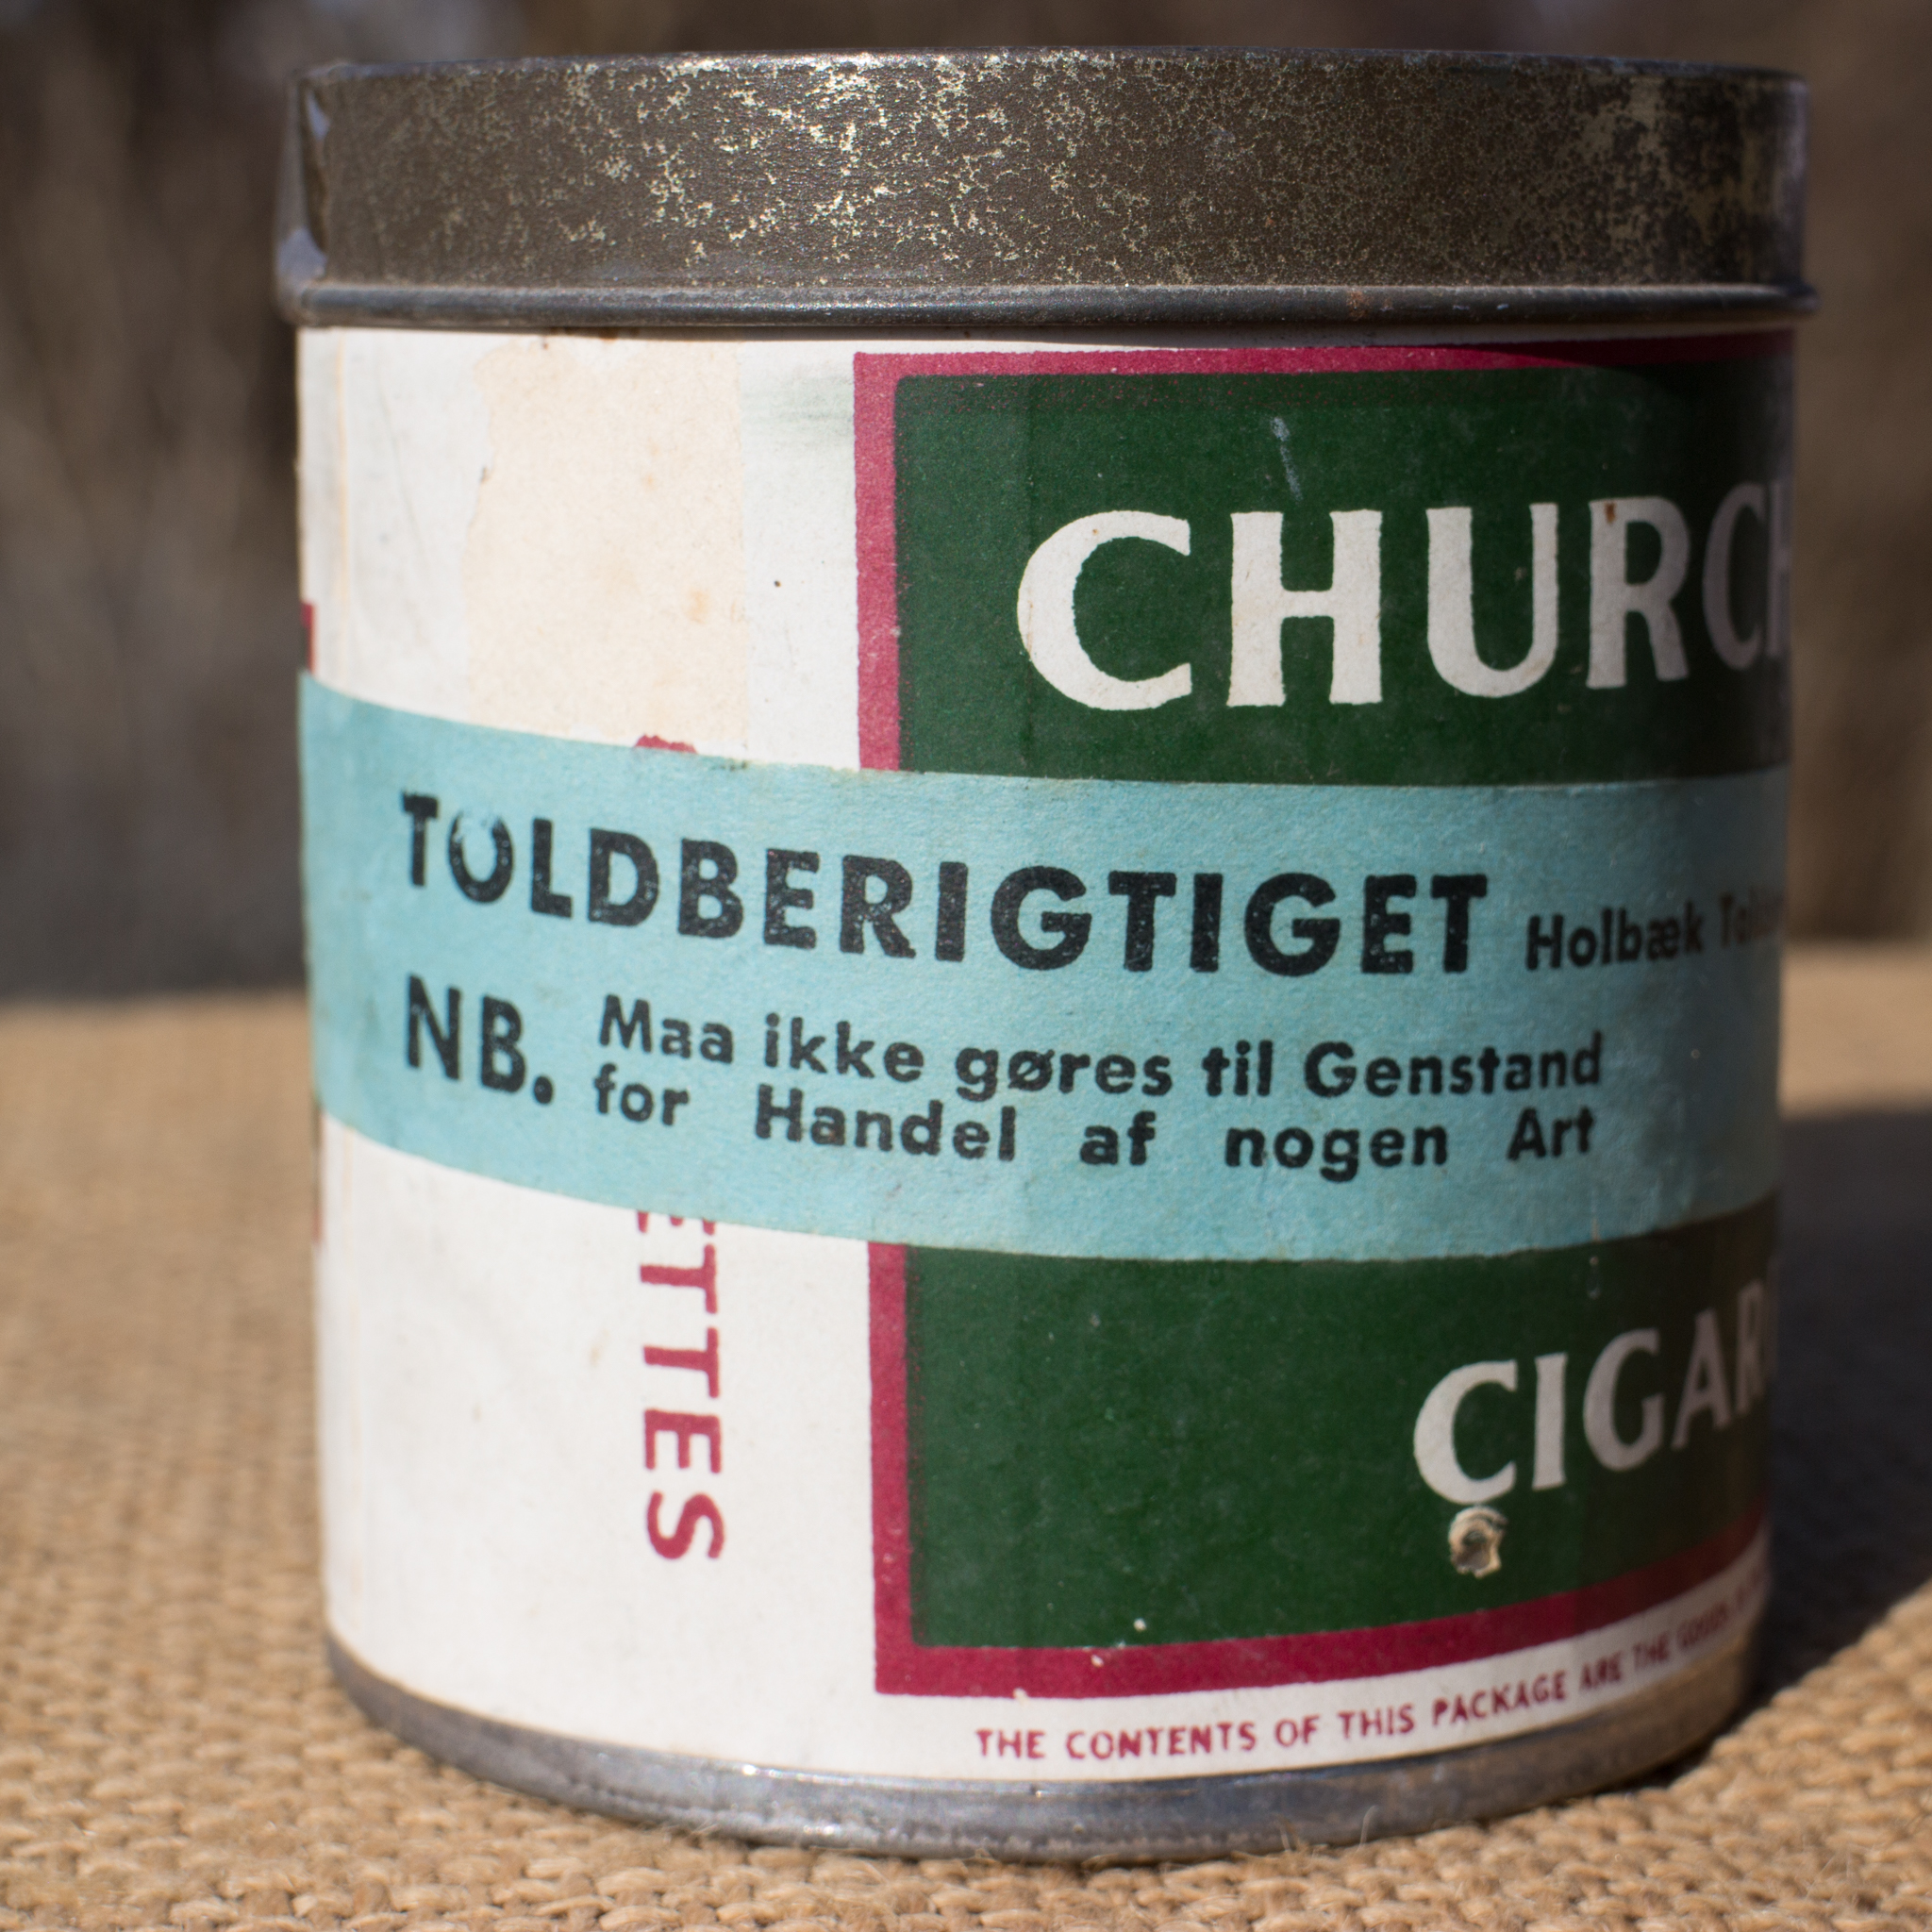 CHURCH
TOLDBERIGTIGET Holbæk
NB. Maa ikke gøres til Genstand
for Handel af nogen Art
ETTES
CIGAR
THE CONTENTS OF THIS PACKAGE ARE THE GOODS